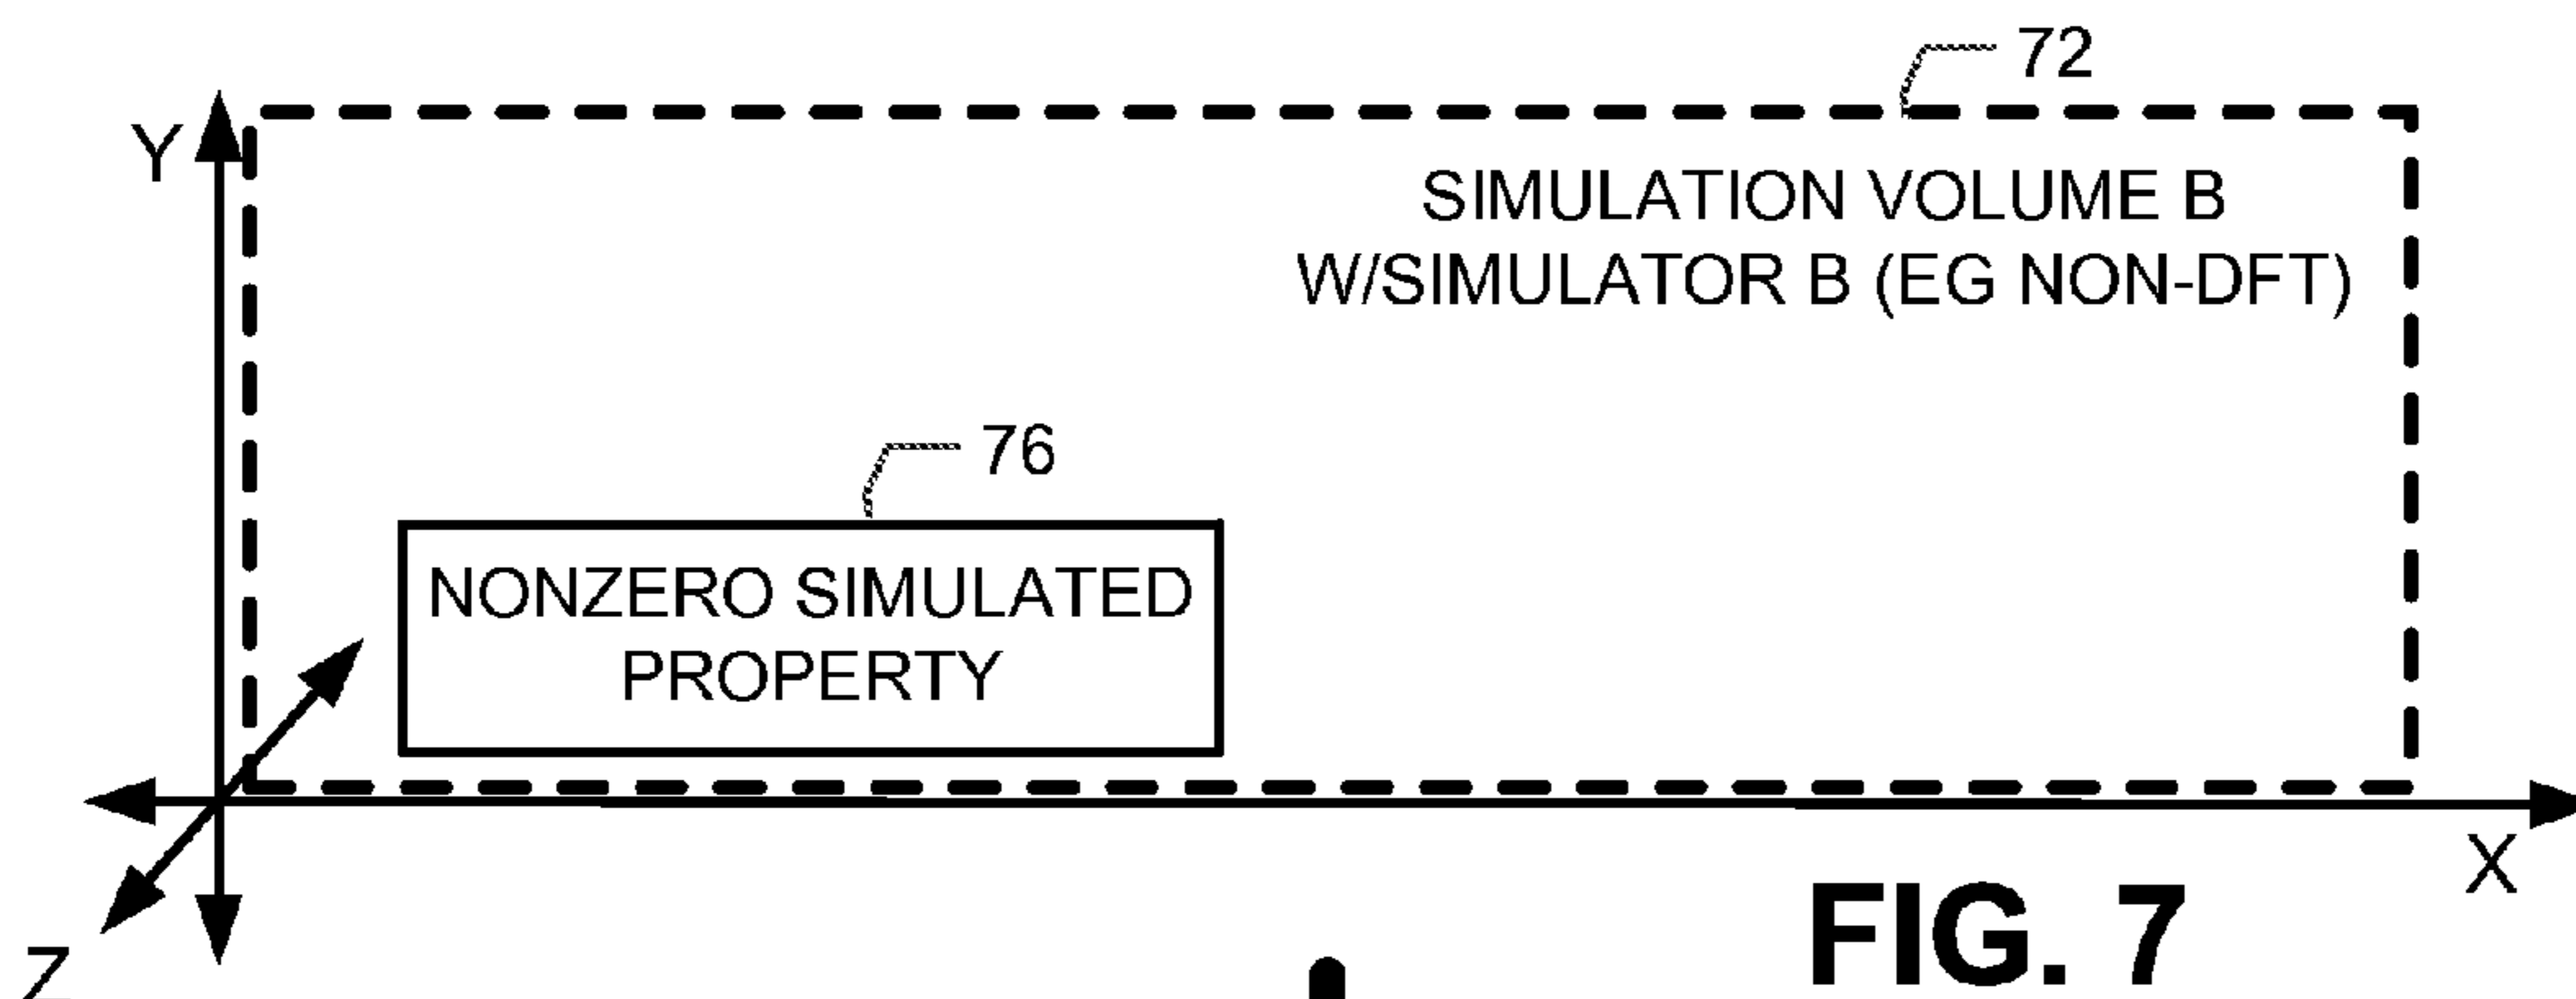 72
Y
SIMULATION VOLUME B
W/SIMULATOR B (EG NON-DFT)
76
NONZERO SIMULATED
PROPERTY
X
FIG. 7
Z